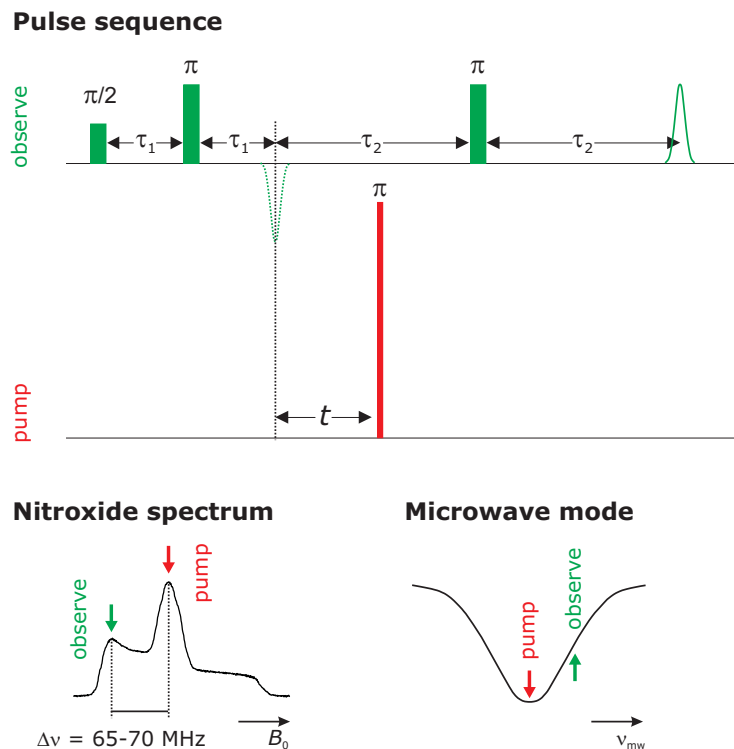 Pulse sequence
observe
π/2
π
π
τ₁
τ₁
τ₂
τ₂
π
pump
t
Nitroxide spectrum
observe
pump
Δν = 65-70 MHz
B₀
Microwave mode
pump
observe
νmw